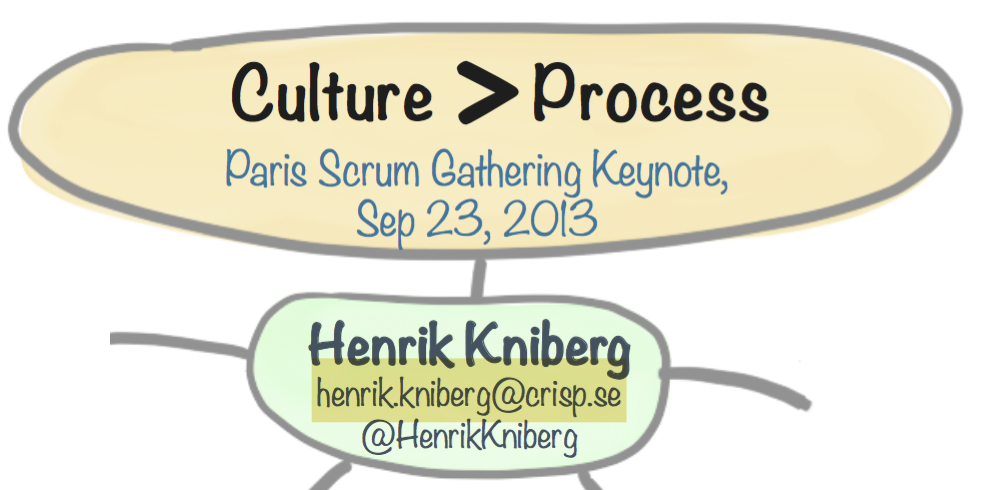 Culture > Process
Paris Scrum Gathering Keynote,
Sep 23, 2013
Henrik Kniberg
henrik.kniberg@crisp.se
@HenrikKniberg